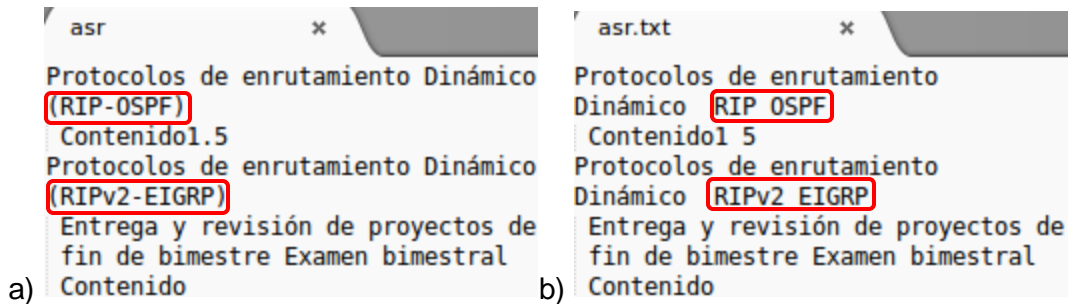 asr ×
Protocolos de enrutamiento Dinámico
(RIP-OSPF)
Contenido1.5
Protocolos de enrutamiento Dinámico
(RIPv2-EIGRP)
Entrega y revisión de proyectos de
fin de bimestre Examen bimestral
Contenido
a)
asr.txt ×
Protocolos de enrutamiento
Dinámico  RIP OSPF
Contenido1 5
Protocolos de enrutamiento
Dinámico  RIPv2 EIGRP
Entrega y revisión de proyectos de
fin de bimestre Examen bimestral
Contenido
b)